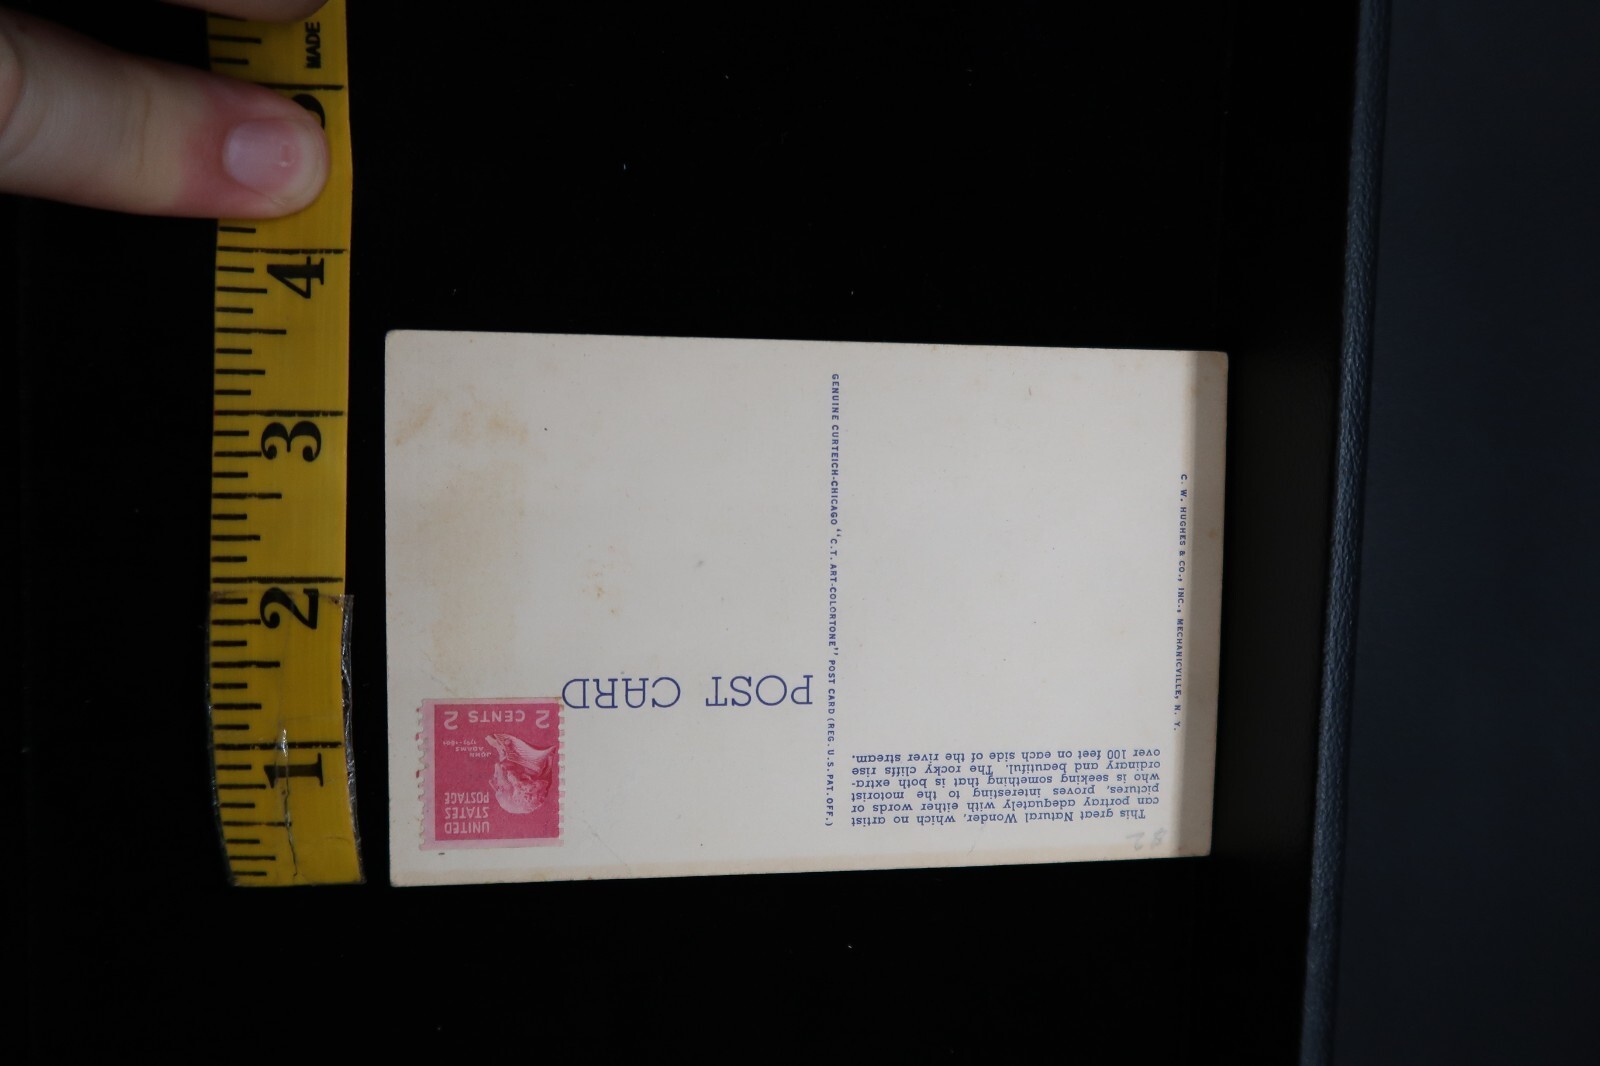 MADE
4
3
2
1
POST CARD
UNITED
STATES
POSTAGE
JOHN
ADAMS
2 CENTS 2
GENUINE CURTEICH-CHICAGO "C.T. ART-COLORTONE" POST CARD (REG. U.S. PAT. OFF.)
This great Natural Wonder, which no artist
can portray adequately with either words or
pictures, proves interesting to the motorist
who is seeking something that is both extra-
ordinary and beautiful. The rocky cliffs rise
over 100 feet on each side of the river stream.
C. W. HUGHES & CO., INC., MECHANICVILLE, N. Y.